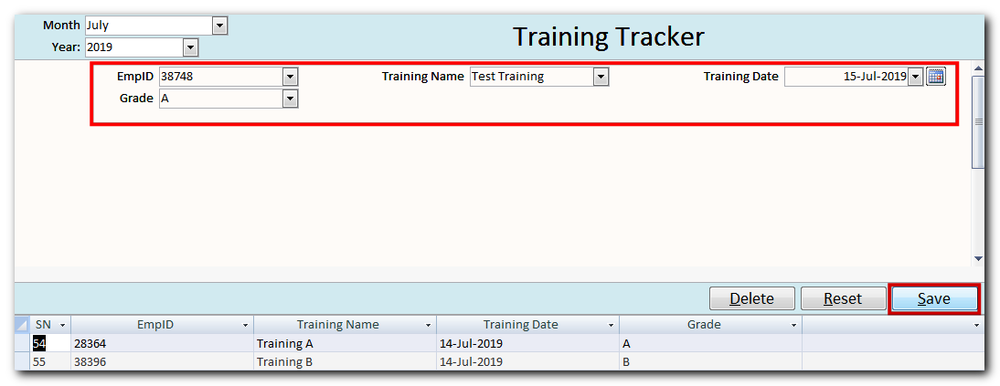 Month July
Training Tracker
Year: 2019
EmpID 38748 Training Name Test Training Training Date 15-Jul-2019
Grade A
Delete Reset Save
SN EmpID Training Name Training Date Grade
54 28364 Training A 14-Jul-2019 A
55 38396 Training B 14-Jul-2019 B